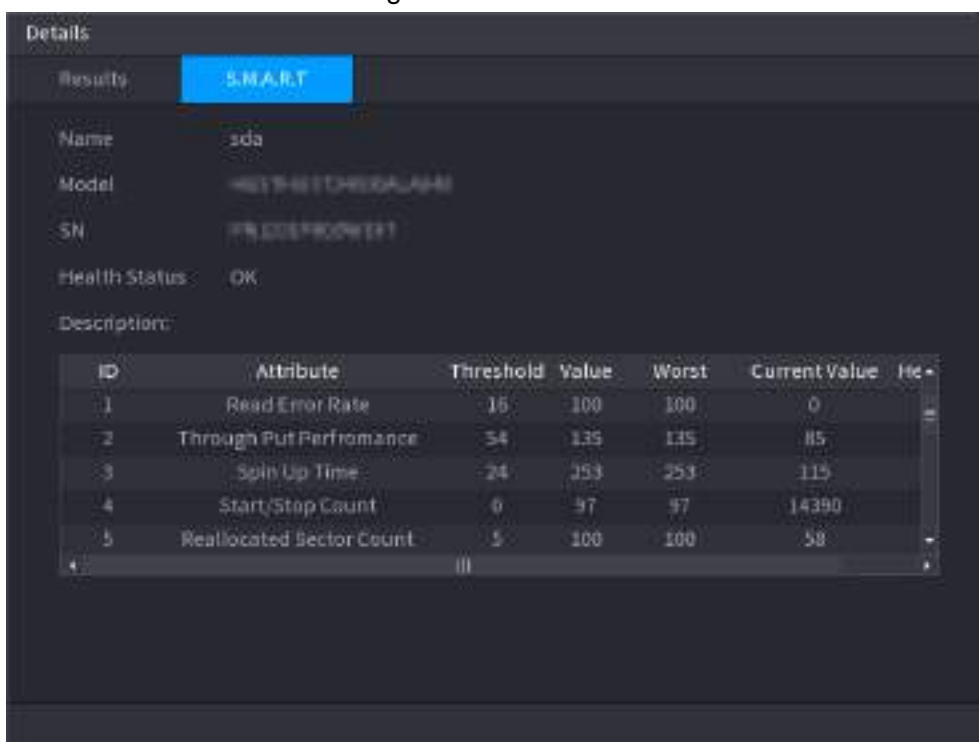 Details
Results S.M.A.R.T
Name sda
Model
SN
Health Status OK
Description:
ID Attribute Threshold Value Worst Current Value He
1 Read Error Rate 16 100 100 0
2 Through Put Perfromance 54 135 135 85
3 Spin Up Time 24 253 253 115
4 Start/Stop Count 0 97 97 14390
5 Reallocated Sector Count 5 100 100 58